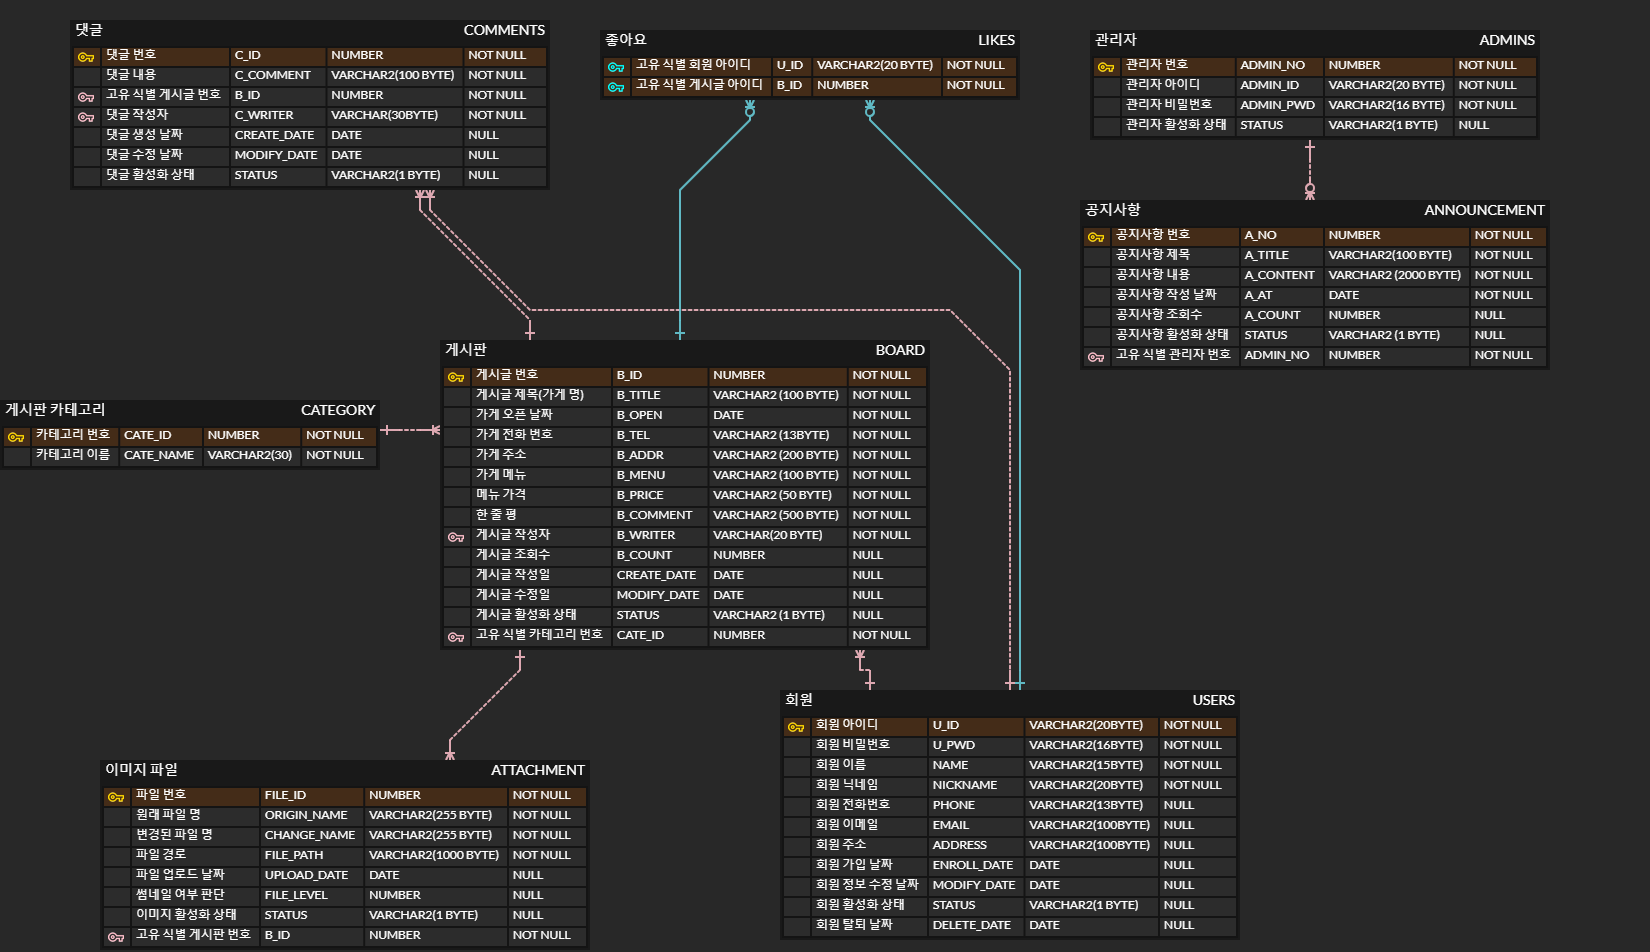 댓글 COMMENTS
댓글 번호 C_ID NUMBER NOT NULL
댓글 내용 C_COMMENT VARCHAR2(100 BYTE) NOT NULL
고유 식별 게시글 번호 B_ID NUMBER NOT NULL
댓글 작성자 C_WRITER VARCHAR(30BYTE) NOT NULL
댓글 생성 날짜 CREATE_DATE DATE NULL
댓글 수정 날짜 MODIFY_DATE DATE NULL
댓글 활성화 상태 STATUS VARCHAR2(1 BYTE) NULL
좋아요 LIKES
고유 식별 회원 아이디 U_ID VARCHAR2(20 BYTE) NOT NULL
고유 식별 게시글 아이디 B_ID NUMBER NOT NULL
관리자 ADMINS
관리자 번호 ADMIN_NO NUMBER NOT NULL
관리자 아이디 ADMIN_ID VARCHAR2(20 BYTE) NOT NULL
관리자 비밀번호 ADMIN_PWD VARCHAR2(16 BYTE) NOT NULL
관리자 활성화 상태 STATUS VARCHAR2(1 BYTE) NULL
공지사항 ANNOUNCEMENT
공지사항 번호 A_NO NUMBER NOT NULL
공지사항 제목 A_TITLE VARCHAR2(100 BYTE) NOT NULL
공지사항 내용 A_CONTENT VARCHAR2 (2000 BYTE) NOT NULL
공지사항 작성 날짜 A_AT DATE NOT NULL
공지사항 조회수 A_COUNT NUMBER NULL
공지사항 활성화 상태 STATUS VARCHAR2 (1 BYTE) NULL
고유 식별 관리자 번호 ADMIN_NO NUMBER NOT NULL
게시판 카테고리 CATEGORY
카테고리 번호 CATE_ID NUMBER NOT NULL
카테고리 이름 CATE_NAME VARCHAR2(30) NOT NULL
게시판 BOARD
게시글 번호 B_ID NUMBER NOT NULL
게시글 제목(가게 명) B_TITLE VARCHAR2 (100 BYTE) NOT NULL
가게 오픈 날짜 B_OPEN DATE NOT NULL
가게 전화 번호 B_TEL VARCHAR2 (13BYTE) NOT NULL
가게 주소 B_ADDR VARCHAR2 (200 BYTE) NOT NULL
가게 메뉴 B_MENU VARCHAR2 (100 BYTE) NOT NULL
메뉴 가격 B_PRICE VARCHAR2 (50 BYTE) NOT NULL
한 줄 평 B_COMMENT VARCHAR2 (500 BYTE) NOT NULL
게시글 작성자 B_WRITER VARCHAR(20 BYTE) NOT NULL
게시글 조회수 B_COUNT NUMBER NULL
게시글 작성일 CREATE_DATE DATE NULL
게시글 수정일 MODIFY_DATE DATE NULL
게시글 활성화 상태 STATUS VARCHAR2 (1 BYTE) NULL
고유 식별 카테고리 번호 CATE_ID NUMBER NOT NULL
이미지 파일 ATTACHMENT
파일 번호 FILE_ID NUMBER NOT NULL
원래 파일 명 ORIGIN_NAME VARCHAR2(255 BYTE) NOT NULL
변경된 파일 명 CHANGE_NAME VARCHAR2(255 BYTE) NOT NULL
파일 경로 FILE_PATH VARCHAR2(1000 BYTE) NOT NULL
파일 업로드 날짜 UPLOAD_DATE DATE NULL
썸네일 여부 판단 FILE_LEVEL NUMBER NULL
이미지 활성화 상태 STATUS VARCHAR2(1 BYTE) NULL
고유 식별 게시판 번호 B_ID NUMBER NOT NULL
회원 USERS
회원 아이디 U_ID VARCHAR2(20BYTE) NOT NULL
회원 비밀번호 U_PWD VARCHAR2(16BYTE) NOT NULL
회원 이름 NAME VARCHAR2(15BYTE) NOT NULL
회원 닉네임 NICKNAME VARCHAR2(20BYTE) NOT NULL
회원 전화번호 PHONE VARCHAR2(13BYTE) NULL
회원 이메일 EMAIL VARCHAR2(100BYTE) NULL
회원 주소 ADDRESS VARCHAR2(100BYTE) NULL
회원 가입 날짜 ENROLL_DATE DATE NULL
회원 정보 수정 날짜 MODIFY_DATE DATE NULL
회원 활성화 상태 STATUS VARCHAR2(1 BYTE) NULL
회원 탈퇴 날짜 DELETE_DATE DATE NULL